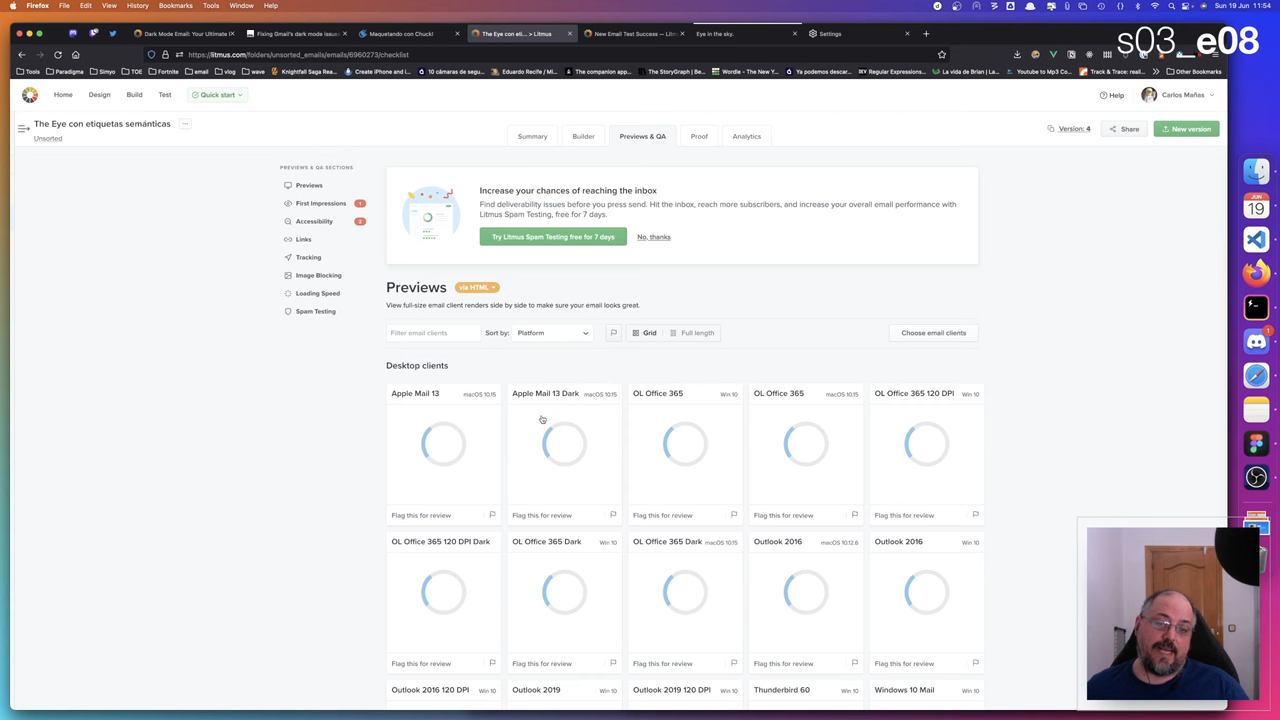 Firefox File Edit View History Bookmarks Tools Window Help
Sun 19 Jun 11:54
s03 e08
Dark Mode Email: Your Ultimate
Fixing Gmail's dark mode issues
¡Maquetando con Chuck!
The Eye con eti... > Litmus
New Email Test Success — Litmus
Eye in the sky.
Settings
https://litmus.com/folders/unsorted_emails/emails/6960273/checklist
Tools Paradigma Simyo TOE Fortnite email vlog wave Knightfall Saga Rea... Create iPhone and i... 10 cámaras de segu... Eduardo Recife / Mi... The companion app... The StoryGraph | Be... Wordle - The New Y... Ya podemos descar... Regular Expressions... La vida de Brian | La... Youtube to Mp3 Co... Track & Trace: reali... Other Bookmarks
Home Design Build Test Quick start
Help Carlos Mañas
The Eye con etiquetas semánticas
Unsorted
Summary Builder Previews & QA Proof Analytics
Version: 4 Share New version
PREVIEWS & QA SECTIONS
Previews
First Impressions 1
Accessibility 2
Links
Tracking
Image Blocking
Loading Speed
Spam Testing
Increase your chances of reaching the inbox
Find deliverability issues before you press send. Hit the inbox, reach more subscribers, and increase your overall email performance with
Litmus Spam Testing, free for 7 days.
Try Litmus Spam Testing free for 7 days No, thanks
Previews via HTML
View full-size email client renders side by side to make sure your email looks great.
Filter email clients Sort by: Platform Grid Full length Choose email clients
Desktop clients
Apple Mail 13 macOS 10.15 Apple Mail 13 Dark macOS 10.15 OL Office 365 Win 10 OL Office 365 macOS 10.15 OL Office 365 120 DPI Win 10
Flag this for review Flag this for review Flag this for review Flag this for review Flag this for review
OL Office 365 120 DPI Dark OL Office 365 Dark Win 10 OL Office 365 Dark macOS 10.15 Outlook 2016 macOS 10.12.6 Outlook 2016 Win 10
Flag this for review Flag this for review Flag this for review Flag this for review Flag this for review
Outlook 2016 120 DPI Win 10 Outlook 2019 Win 10 Outlook 2019 120 DPI Win 10 Thunderbird 60 Win 10 Windows 10 Mail Win 10
JUN
19
1